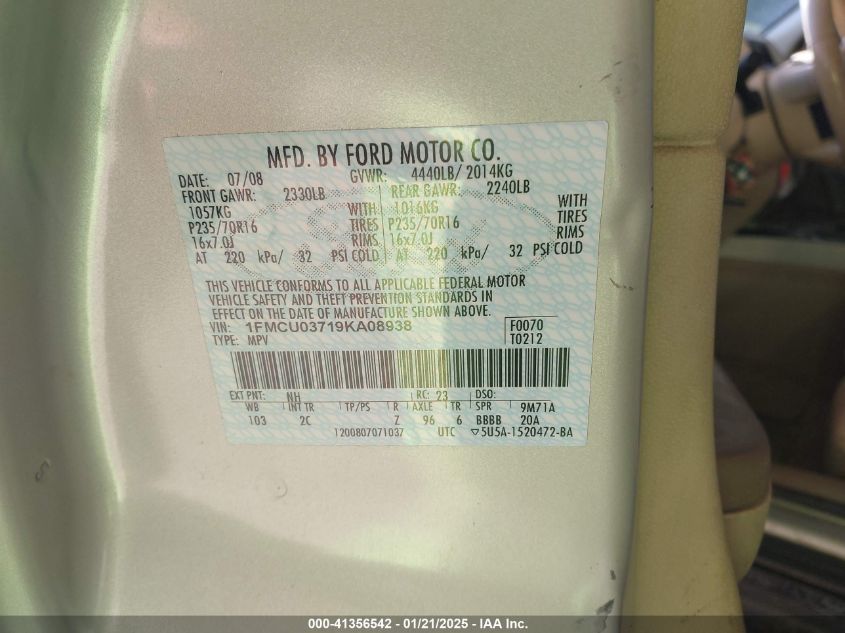 MFD. BY FORD MOTOR CO.
DATE: 07/08 GVWR: 4440LB/ 2014KG
FRONT GAWR: 2330LB REAR GAWR: 2240LB
1057KG WITH 1016KG WITH
P235/70R16 TIRES P235/70R16 TIRES
16x7.0J RIMS 16x7.0J RIMS
AT 220 kPa/ 32 PSI COLD AT 220 kPa/ 32 PSI COLD
THIS VEHICLE CONFORMS TO ALL APPLICABLE FEDERAL MOTOR
VEHICLE SAFETY AND THEFT PREVENTION STANDARDS IN
EFFECT ON THE DATE OF MANUFACTURE SHOWN ABOVE.
VIN: 1FMCU03719KA08938 F0070
TYPE: MPV T0212
EXT PNT: NH RC: 23 DSO:
WB INT TR TP/PS R AXLE TR SPR 9M71A
103 2C Z 96 6 BBBB 20A
1200807071037 UTC ▽5U5A-1520472-BA
000-41356542 / 01/21/2025 - IAA Inc.